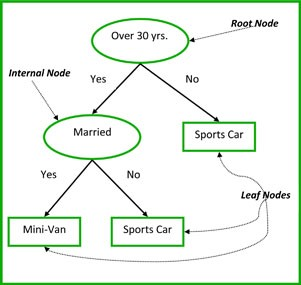 Over 30 yrs.
Root Node
Internal Node
Yes
No
Married
Sports Car
Yes
No
Leaf Nodes
Mini-Van
Sports Car